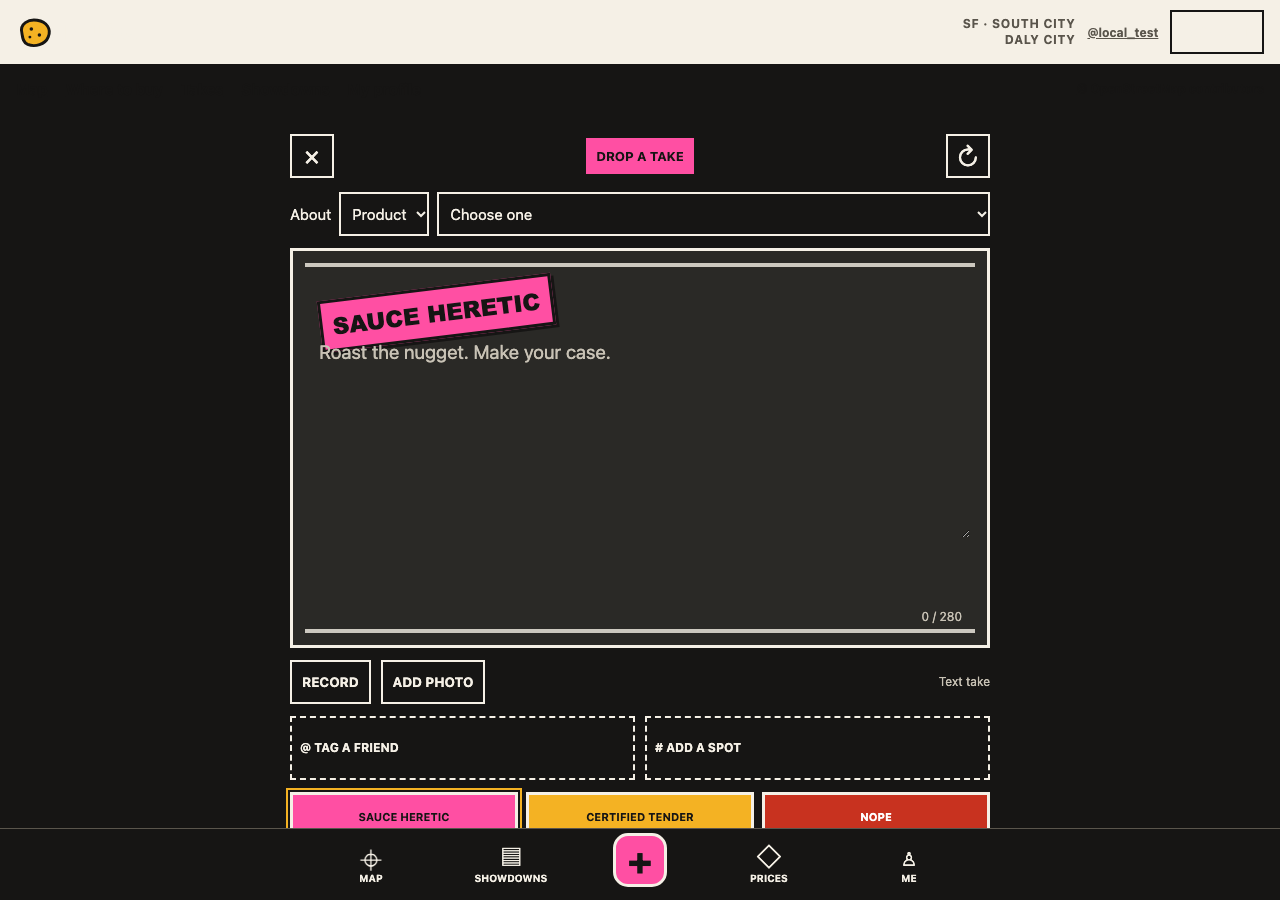 SF · SOUTH CITY
DALY CITY
@local_test
DROP A TAKE
About
Product
Choose one
SAUCE HERETIC
Roast the nugget. Make your case.
0 / 280
RECORD
ADD PHOTO
Text take
@ TAG A FRIEND
# ADD A SPOT
SAUCE HERETIC
CERTIFIED TENDER
NOPE
MAP
SHOWDOWNS
PRICES
ME